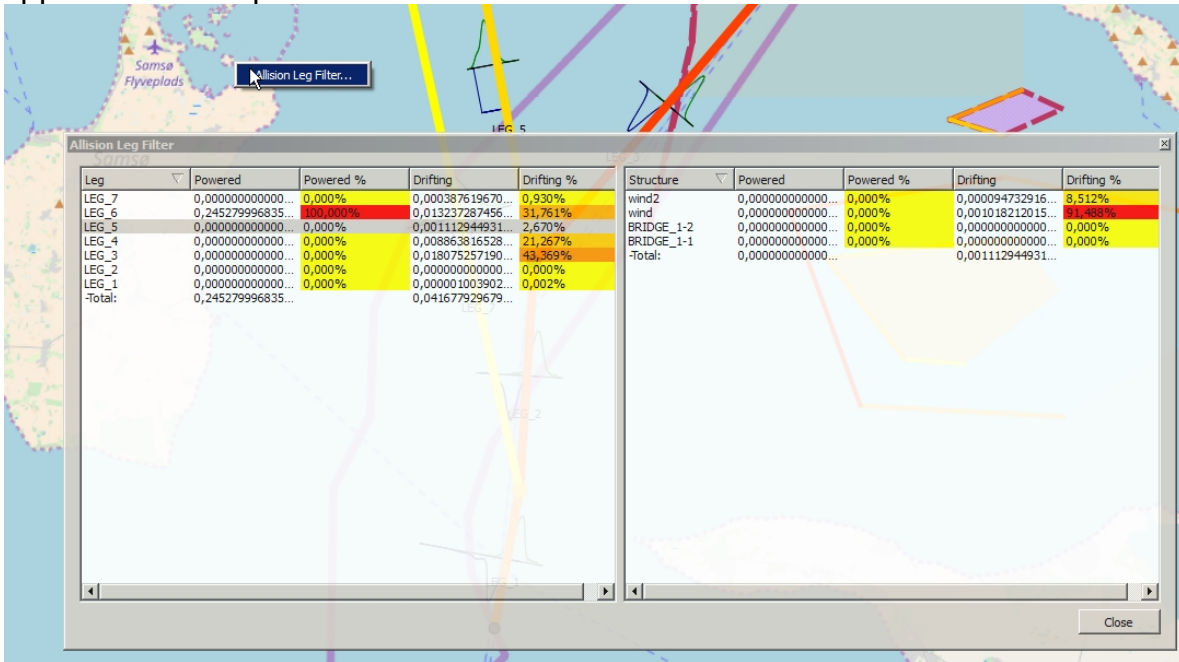 Samsø
Flyveplads
Allision Leg Filter...
LEG_5
Allision Leg Filter
Samsø
LEG_3
Leg Powered Powered % Drifting Drifting %
LEG_7 0,000000000000... 0,000% 0,000387619670... 0,930%
LEG_6 0,245279996835... 100,000% 0,013237287456... 31,761%
LEG_5 0,000000000000... 0,000% 0,001112944931... 2,670%
LEG_4 0,000000000000... 0,000% 0,008863816528... 21,267%
LEG_3 0,000000000000... 0,000% 0,018075257190... 43,369%
LEG_2 0,000000000000... 0,000% 0,000000000000... 0,000%
LEG_1 0,000000000000... 0,000% 0,000001003902... 0,002%
-Total: 0,245279996835... 0,041677929679...
Structure Powered Powered % Drifting Drifting %
wind2 0,000000000000... 0,000% 0,000094732916... 8,512%
wind 0,000000000000... 0,000% 0,001018212015... 91,488%
BRIDGE_1-2 0,000000000000... 0,000% 0,000000000000... 0,000%
BRIDGE_1-1 0,000000000000... 0,000% 0,000000000000... 0,000%
-Total: 0,000000000000... 0,001112944931...
LEG_7
LEG_2
LEG_1
Close